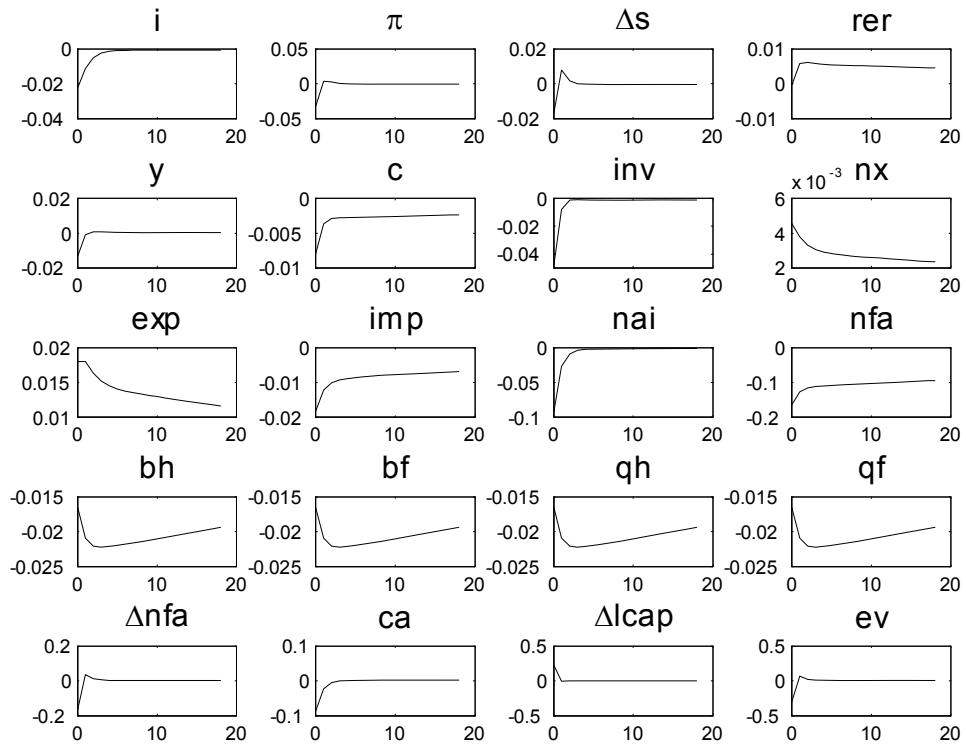 i π Δs rer
0 0.05 0.02 0.01
-0.02 0 0 0
-0.04 -0.05 -0.02 -0.01
0 10 20 0 10 20 0 10 20 0 10 20
y c inv nx
x 10 -3
0.02 0 0 6
0 -0.005 -0.02 4
-0.02 -0.01 -0.04 2
0 10 20 0 10 20 0 10 20 0 10 20
exp imp nai nfa
0.02 0 0 0
0.015 -0.01 -0.05 -0.1
0.01 -0.02 -0.1 -0.2
0 10 20 0 10 20 0 10 20 0 10 20
bh bf qh qf
-0.015 -0.015 -0.015 -0.015
-0.02 -0.02 -0.02 -0.02
-0.025 -0.025 -0.025 -0.025
0 10 20 0 10 20 0 10 20 0 10 20
Δnfa ca Δlcap ev
0.2 0.1 0.5 0.5
0 0 0 0
-0.2 -0.1 -0.5 -0.5
0 10 20 0 10 20 0 10 20 0 10 20